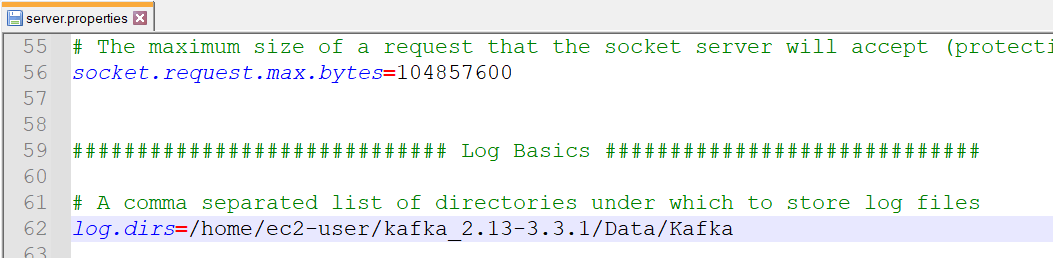 server.properties
55 # The maximum size of a request that the socket server will accept (protecti
56 socket.request.max.bytes=104857600
57
58
59 ############################# Log Basics #############################
60
61 # A comma separated list of directories under which to store log files
62 log.dirs=/home/ec2-user/kafka_2.13-3.3.1/Data/Kafka
63